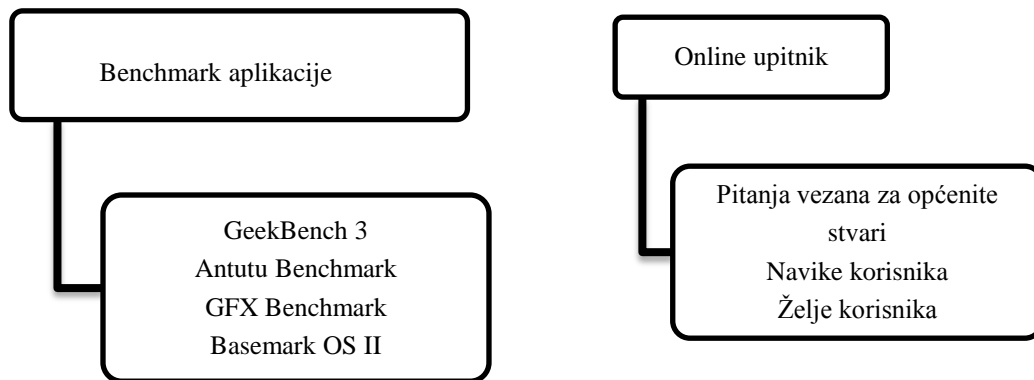 Benchmark aplikacije
GeekBench 3
Antutu Benchmark
GFX Benchmark
Basemark OS II
Online upitnik
Pitanja vezana za općenite
stvari
Navike korisnika
Želje korisnika